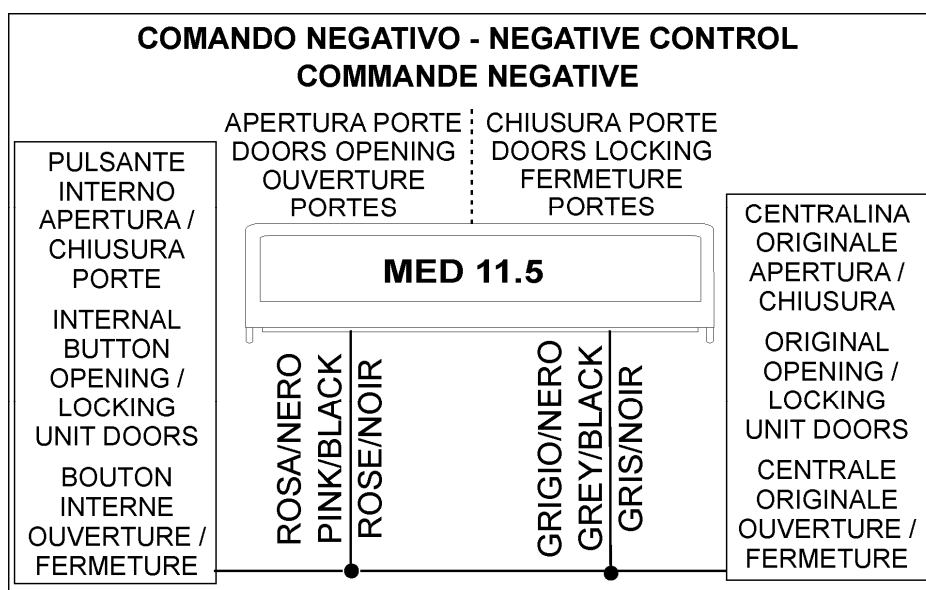 COMANDO NEGATIVO - NEGATIVE CONTROL
COMMANDE NEGATIVE
APERTURA PORTE
DOORS OPENING
OUVERTURE
PORTES
CHIUSURA PORTE
DOORS LOCKING
FERMETURE
PORTES
PULSANTE
INTERNO
APERTURA /
CHIUSURA
PORTE
INTERNAL
BUTTON
OPENING /
LOCKING
UNIT DOORS
BOUTON
INTERNE
OUVERTURE /
FERMETURE
MED 11.5
ROSA/NERO
PINK/BLACK
ROSE/NOIR
GRIGIO/NERO
GREY/BLACK
GRIS/NOIR
CENTRALINA
ORIGINALE
APERTURA /
CHIUSURA
ORIGINAL
OPENING /
LOCKING
UNIT DOORS
CENTRALE
ORIGINALE
OUVERTURE /
FERMETURE